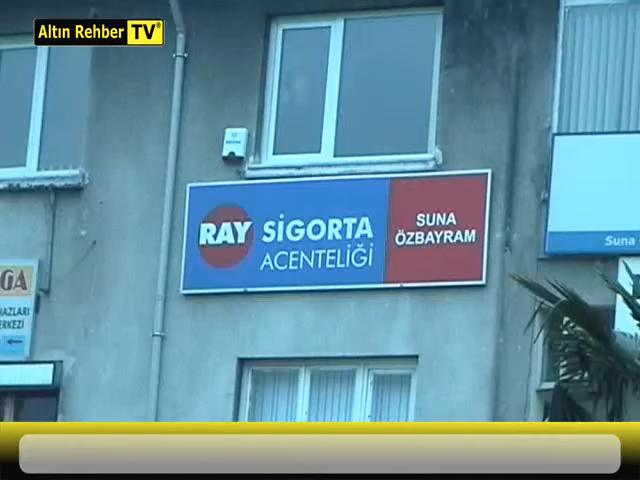 Altın Rehber TV®
RAY SİGORTA
ACENTELİĞİ
SUNA
ÖZBAYRAM
Suna